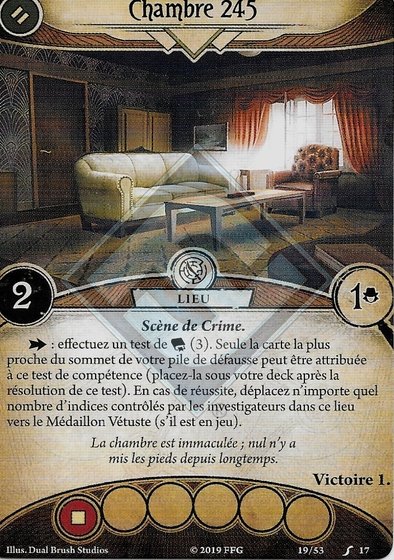 Chambre 245
2
LIEU
1
Scène de Crime.
: effectuez un test de (3). Seule la carte la plus
proche du sommet de votre pile de défausse peut être attribuée
à ce test de compétence (placez-la sous votre deck après la
résolution de ce test). En cas de réussite, déplacez n'importe quel
nombre d'indices contrôlés par les investigateurs dans ce lieu
vers le Médaillon Vétuste (s'il est en jeu).
La chambre est immaculée ; nul n'y a
mis les pieds depuis longtemps.
Victoire 1.
Illus. Dual Brush Studios © 2019 FFG 19/53 17